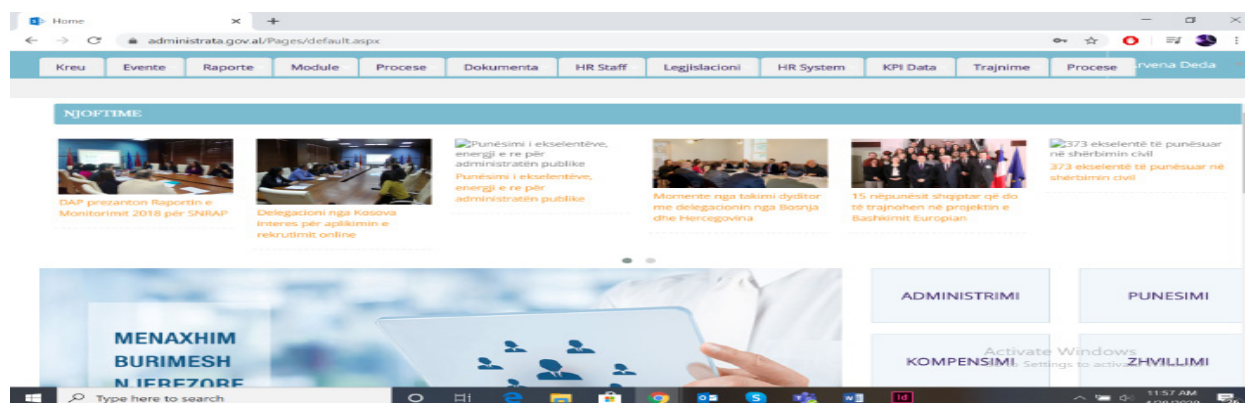 Home
administrata.gov.al/Pages/default.aspx
Kreu Evente Raporte Module Procese Dokumenta HR Staff Legjislacioni HR System KPI Data Trajnime Procese rvena Deda
NJOFTIME
DAP prezanton Raportin e
Monitorimit 2018 për SNRAP
Delegacioni nga Kosova
interes për aplikimin e
rekrutimit online
Punësimi i ekselentëve,
energji e re për
administratën publike
Punësimi i ekselentëve,
energji e re për
administratën publike
Momente nga takimi dyditor
me delegacionin nga Bosnja
dhe Hercegovina
15 nëpunësit shqiptar që do
të trajnohen në projektin e
Bashkimit Europian
373 ekselentë të punësuar
në shërbimin civil
373 ekselentë të punësuar në
shërbimin civil
MENAXHIM
BURIMESH
NJEREZORE
ADMINISTRIMI
PUNESIMI
KOMPENSIMI
ZHVILLIMI
Activate Windows
Settings to activate
Type here to search
11:57 AM